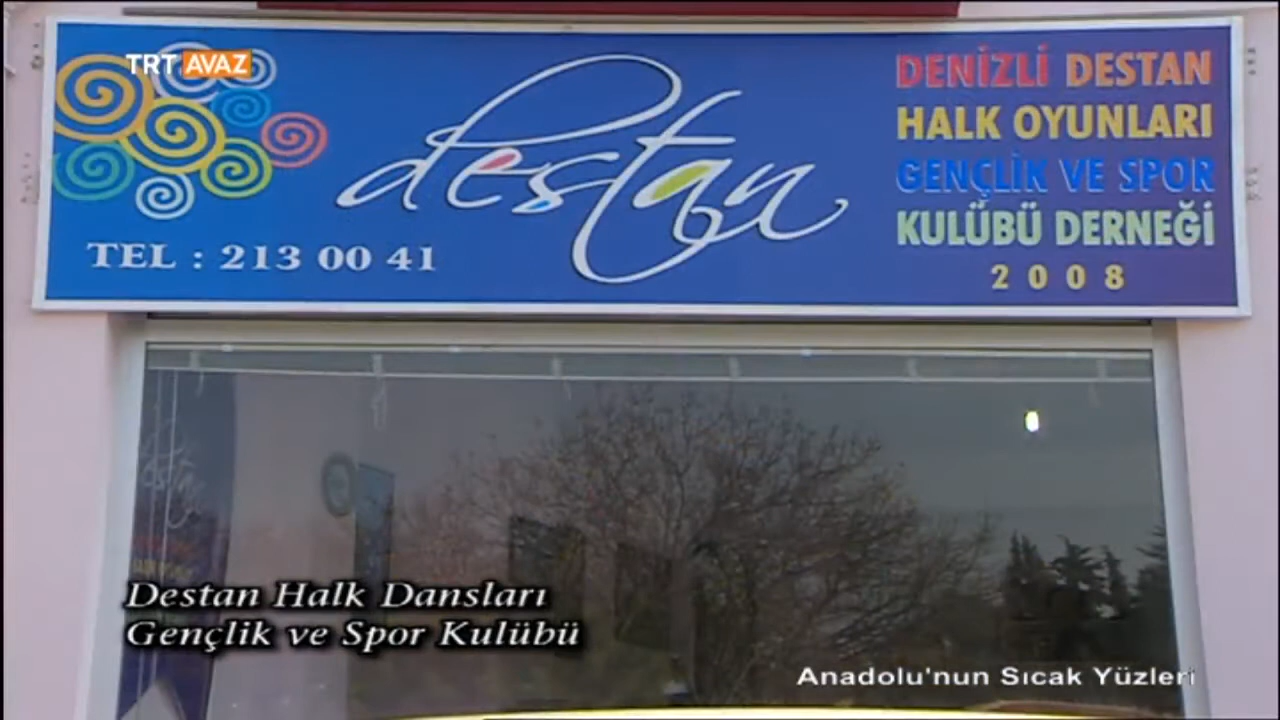 TRT AVAZ
destan
TEL : 213 00 41
DENİZLİ DESTAN
HALK OYUNLARI
GENÇLİK VE SPOR
KULÜBÜ DERNEĞİ
2008
Destan Halk Dansları
Gençlik ve Spor Kulübü
Anadolu'nun Sıcak Yüzleri